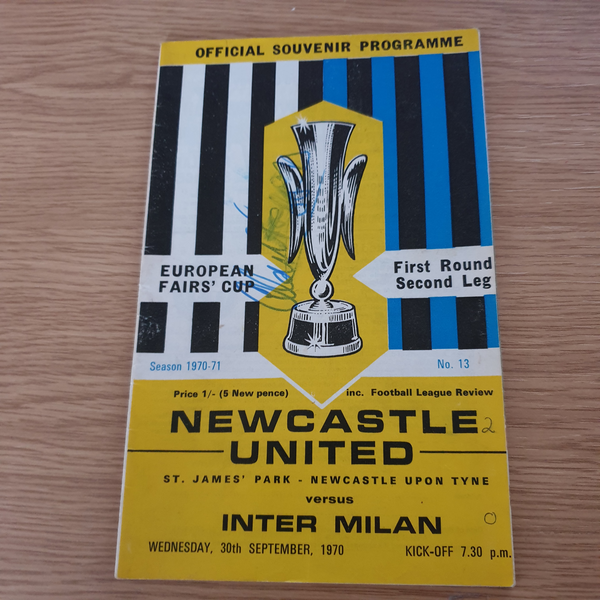 OFFICIAL SOUVENIR PROGRAMME
EUROPEAN
FAIRS' CUP
First Round
Second Leg
Season 1970-71
No. 13
Price 1/- (5 New pence)
inc. Football League Review
NEWCASTLE 2
UNITED
ST. JAMES' PARK - NEWCASTLE UPON TYNE
versus
INTER MILAN 0
WEDNESDAY, 30th SEPTEMBER, 1970
KICK-OFF 7.30 p.m.